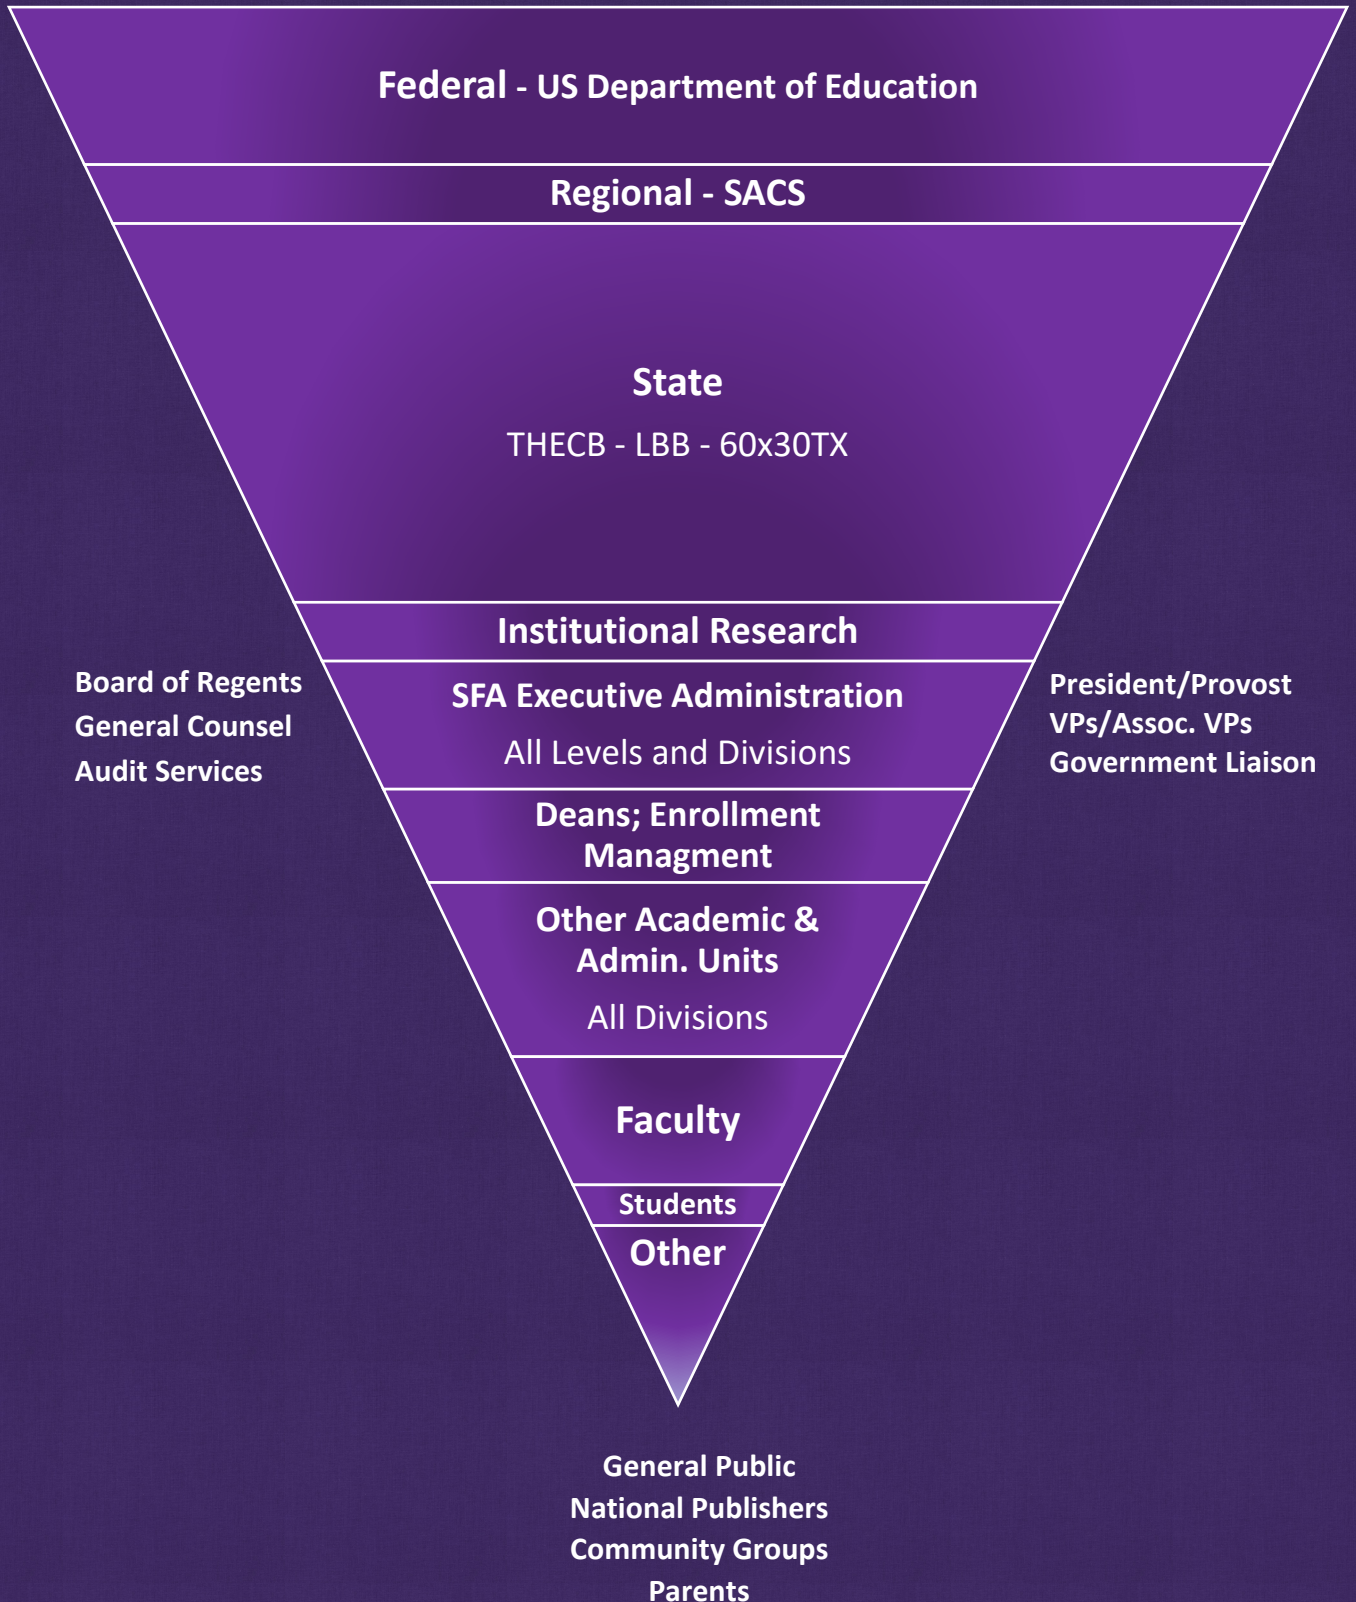 Federal - US Department of Education
Regional - SACS
State
THECB - LBB - 60x30TX
Institutional Research
SFA Executive Administration
All Levels and Divisions
Board of Regents
General Counsel
Audit Services
President/Provost
VPs/Assoc. VPs
Government Liaison
Deans; Enrollment
Managment
Other Academic &
Admin. Units
All Divisions
Faculty
Students
Other
General Public
National Publishers
Community Groups
Parents